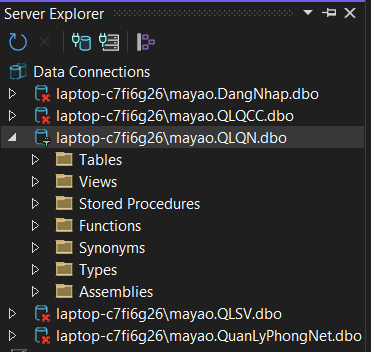 Server Explorer
Data Connections
laptop-c7fi6g26\mayao.DangNhap.dbo
laptop-c7fi6g26\mayao.QLQCC.dbo
laptop-c7fi6g26\mayao.QLQN.dbo
Tables
Views
Stored Procedures
Functions
Synonyms
Types
Assemblies
laptop-c7fi6g26\mayao.QLSV.dbo
laptop-c7fi6g26\mayao.QuanLyPhongNet.dbo